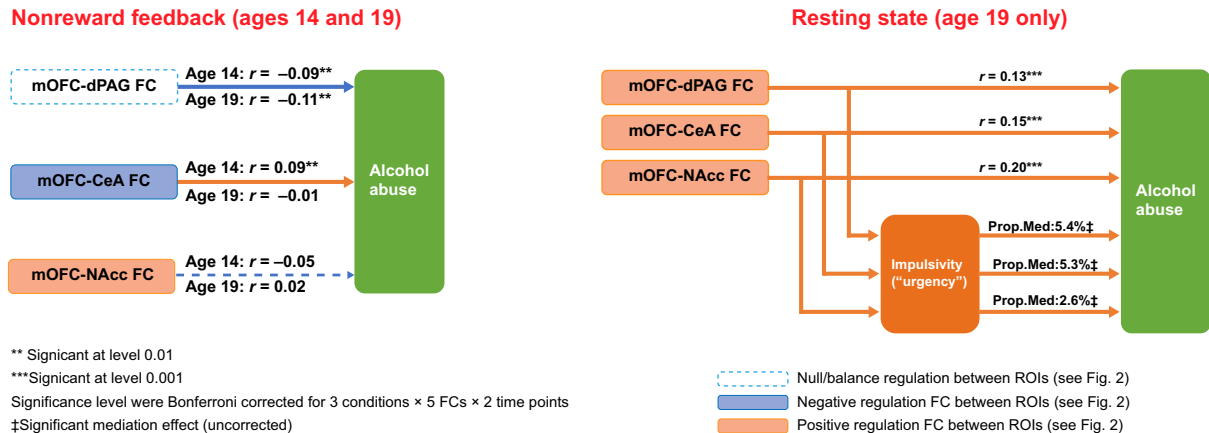 Nonreward feedback (ages 14 and 19)
mOFC-dPAG FC
Age 14: r = –0.09**
Age 19: r = –0.11**
mOFC-CeA FC
Age 14: r = 0.09**
Age 19: r = –0.01
mOFC-NAcc FC
Age 14: r = –0.05
Age 19: r = 0.02
Alcohol
abuse
** Signicant at level 0.01
***Signicant at level 0.001
Significance level were Bonferroni corrected for 3 conditions × 5 FCs × 2 time points
‡Significant mediation effect (uncorrected)
Resting state (age 19 only)
mOFC-dPAG FC
r = 0.13***
mOFC-CeA FC
r = 0.15***
mOFC-NAcc FC
r = 0.20***
Impulsivity
(“urgency”)
Prop.Med:5.4%‡
Prop.Med:5.3%‡
Prop.Med:2.6%‡
Alcohol
abuse
Null/balance regulation between ROIs (see Fig. 2)
Negative regulation FC between ROIs (see Fig. 2)
Positive regulation FC between ROIs (see Fig. 2)